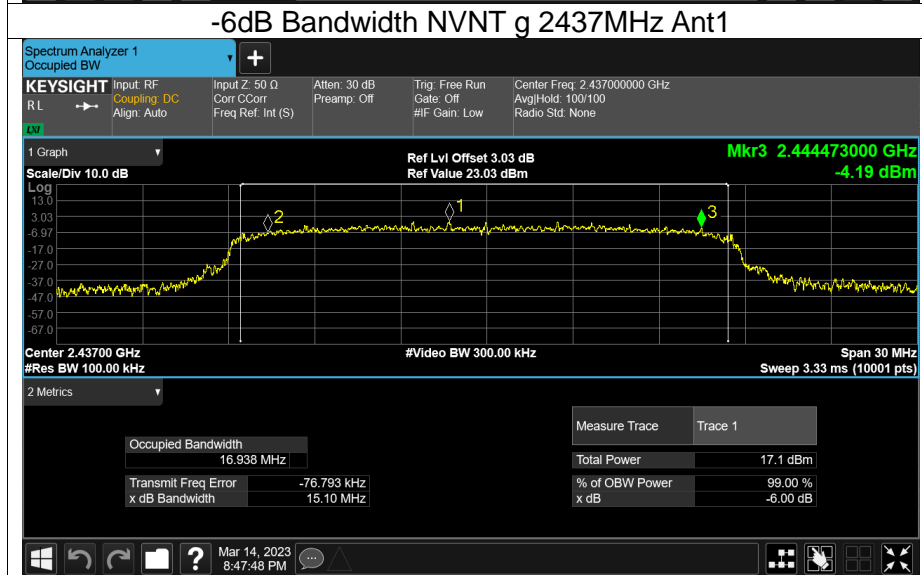 -6dB Bandwidth NVNT g 2437MHz Ant1
Spectrum Analyzer 1
Occupied BW
+
KEYSIGHT Input: RF Input Z: 50 Ω Atten: 30 dB Trig: Free Run Center Freq: 2.437000000 GHz
RL Coupling: DC Corr CCorr Preamp: Off Gate: Off Avg|Hold: 100/100
Align: Auto Freq Ref: Int (S) #IF Gain: Low Radio Std: None
LXI
1 Graph Ref Lvl Offset 3.03 dB Mkr3 2.444473000 GHz
Scale/Div 10.0 dB Ref Value 23.03 dBm -4.19 dBm
Log
13.0
3.03
-6.97
-17.0
-27.0
-37.0
-47.0
-57.0
-67.0
2
1
3
Center 2.43700 GHz #Video BW 300.00 kHz Span 30 MHz
#Res BW 100.00 kHz Sweep 3.33 ms (10001 pts)
2 Metrics
Measure Trace Trace 1
Occupied Bandwidth
16.938 MHz Total Power 17.1 dBm
Transmit Freq Error -76.793 kHz % of OBW Power 99.00 %
x dB Bandwidth 15.10 MHz x dB -6.00 dB
? Mar 14, 2023
8:47:48 PM